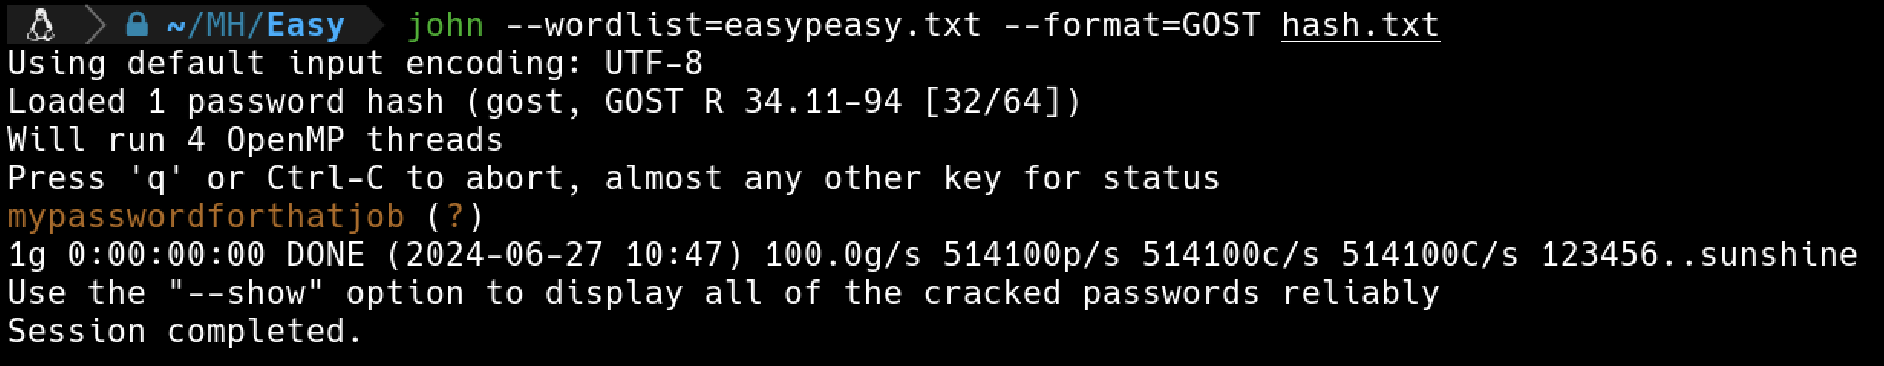 ~/MH/Easy john --wordlist=easypeasy.txt --format=GOST hash.txt
Using default input encoding: UTF-8
Loaded 1 password hash (gost, GOST R 34.11-94 [32/64])
Will run 4 OpenMP threads
Press 'q' or Ctrl-C to abort, almost any other key for status
mypasswordforthatjob (?)
1g 0:00:00:00 DONE (2024-06-27 10:47) 100.0g/s 514100p/s 514100c/s 514100C/s 123456..sunshine
Use the "--show" option to display all of the cracked passwords reliably
Session completed.